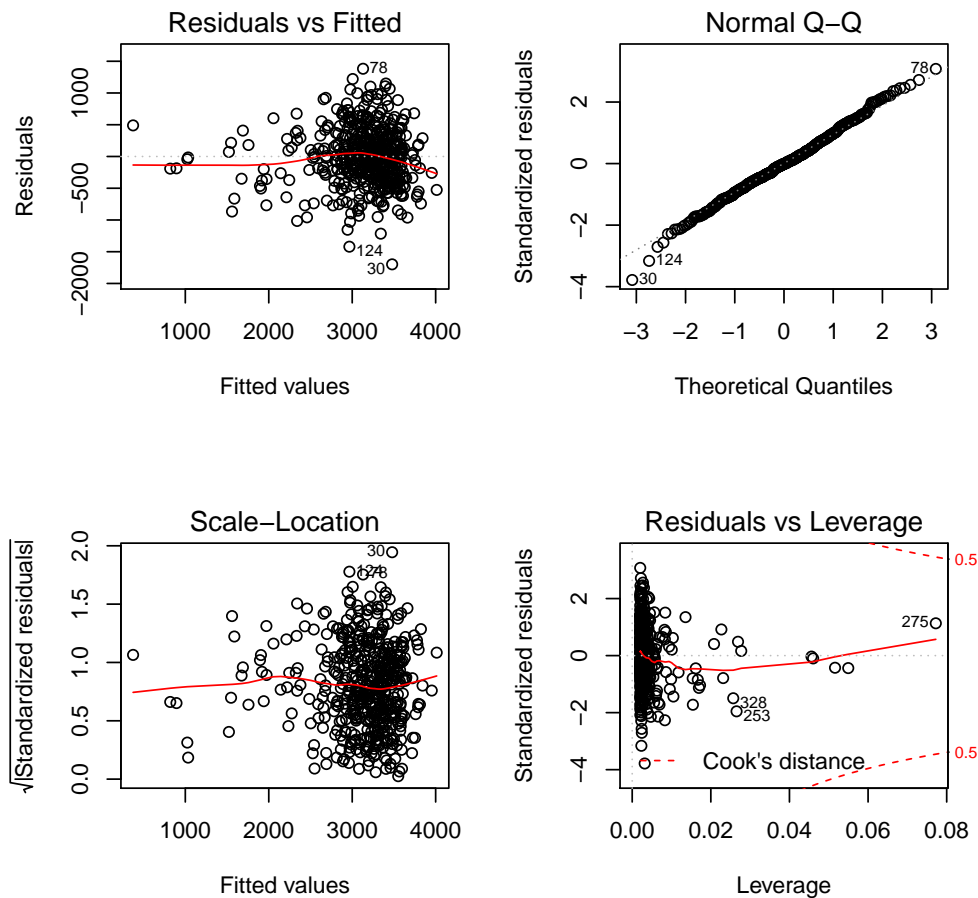 Residuals vs Fitted
Residuals
1000
−500
−2000
78
124
30
1000 2000 3000 4000
Fitted values
Normal Q−Q
Standardized residuals
2
0
−2
−4
78
124
30
−3 −2 −1 0 1 2 3
Theoretical Quantiles
Scale−Location
√|Standardized residuals|
2.0
1.5
1.0
0.5
0.0
30
124
78
1000 2000 3000 4000
Fitted values
Residuals vs Leverage
Standardized residuals
2
0
−2
−4
0.5
275
328
253
0.5
Cook's distance
0.00 0.02 0.04 0.06 0.08
Leverage